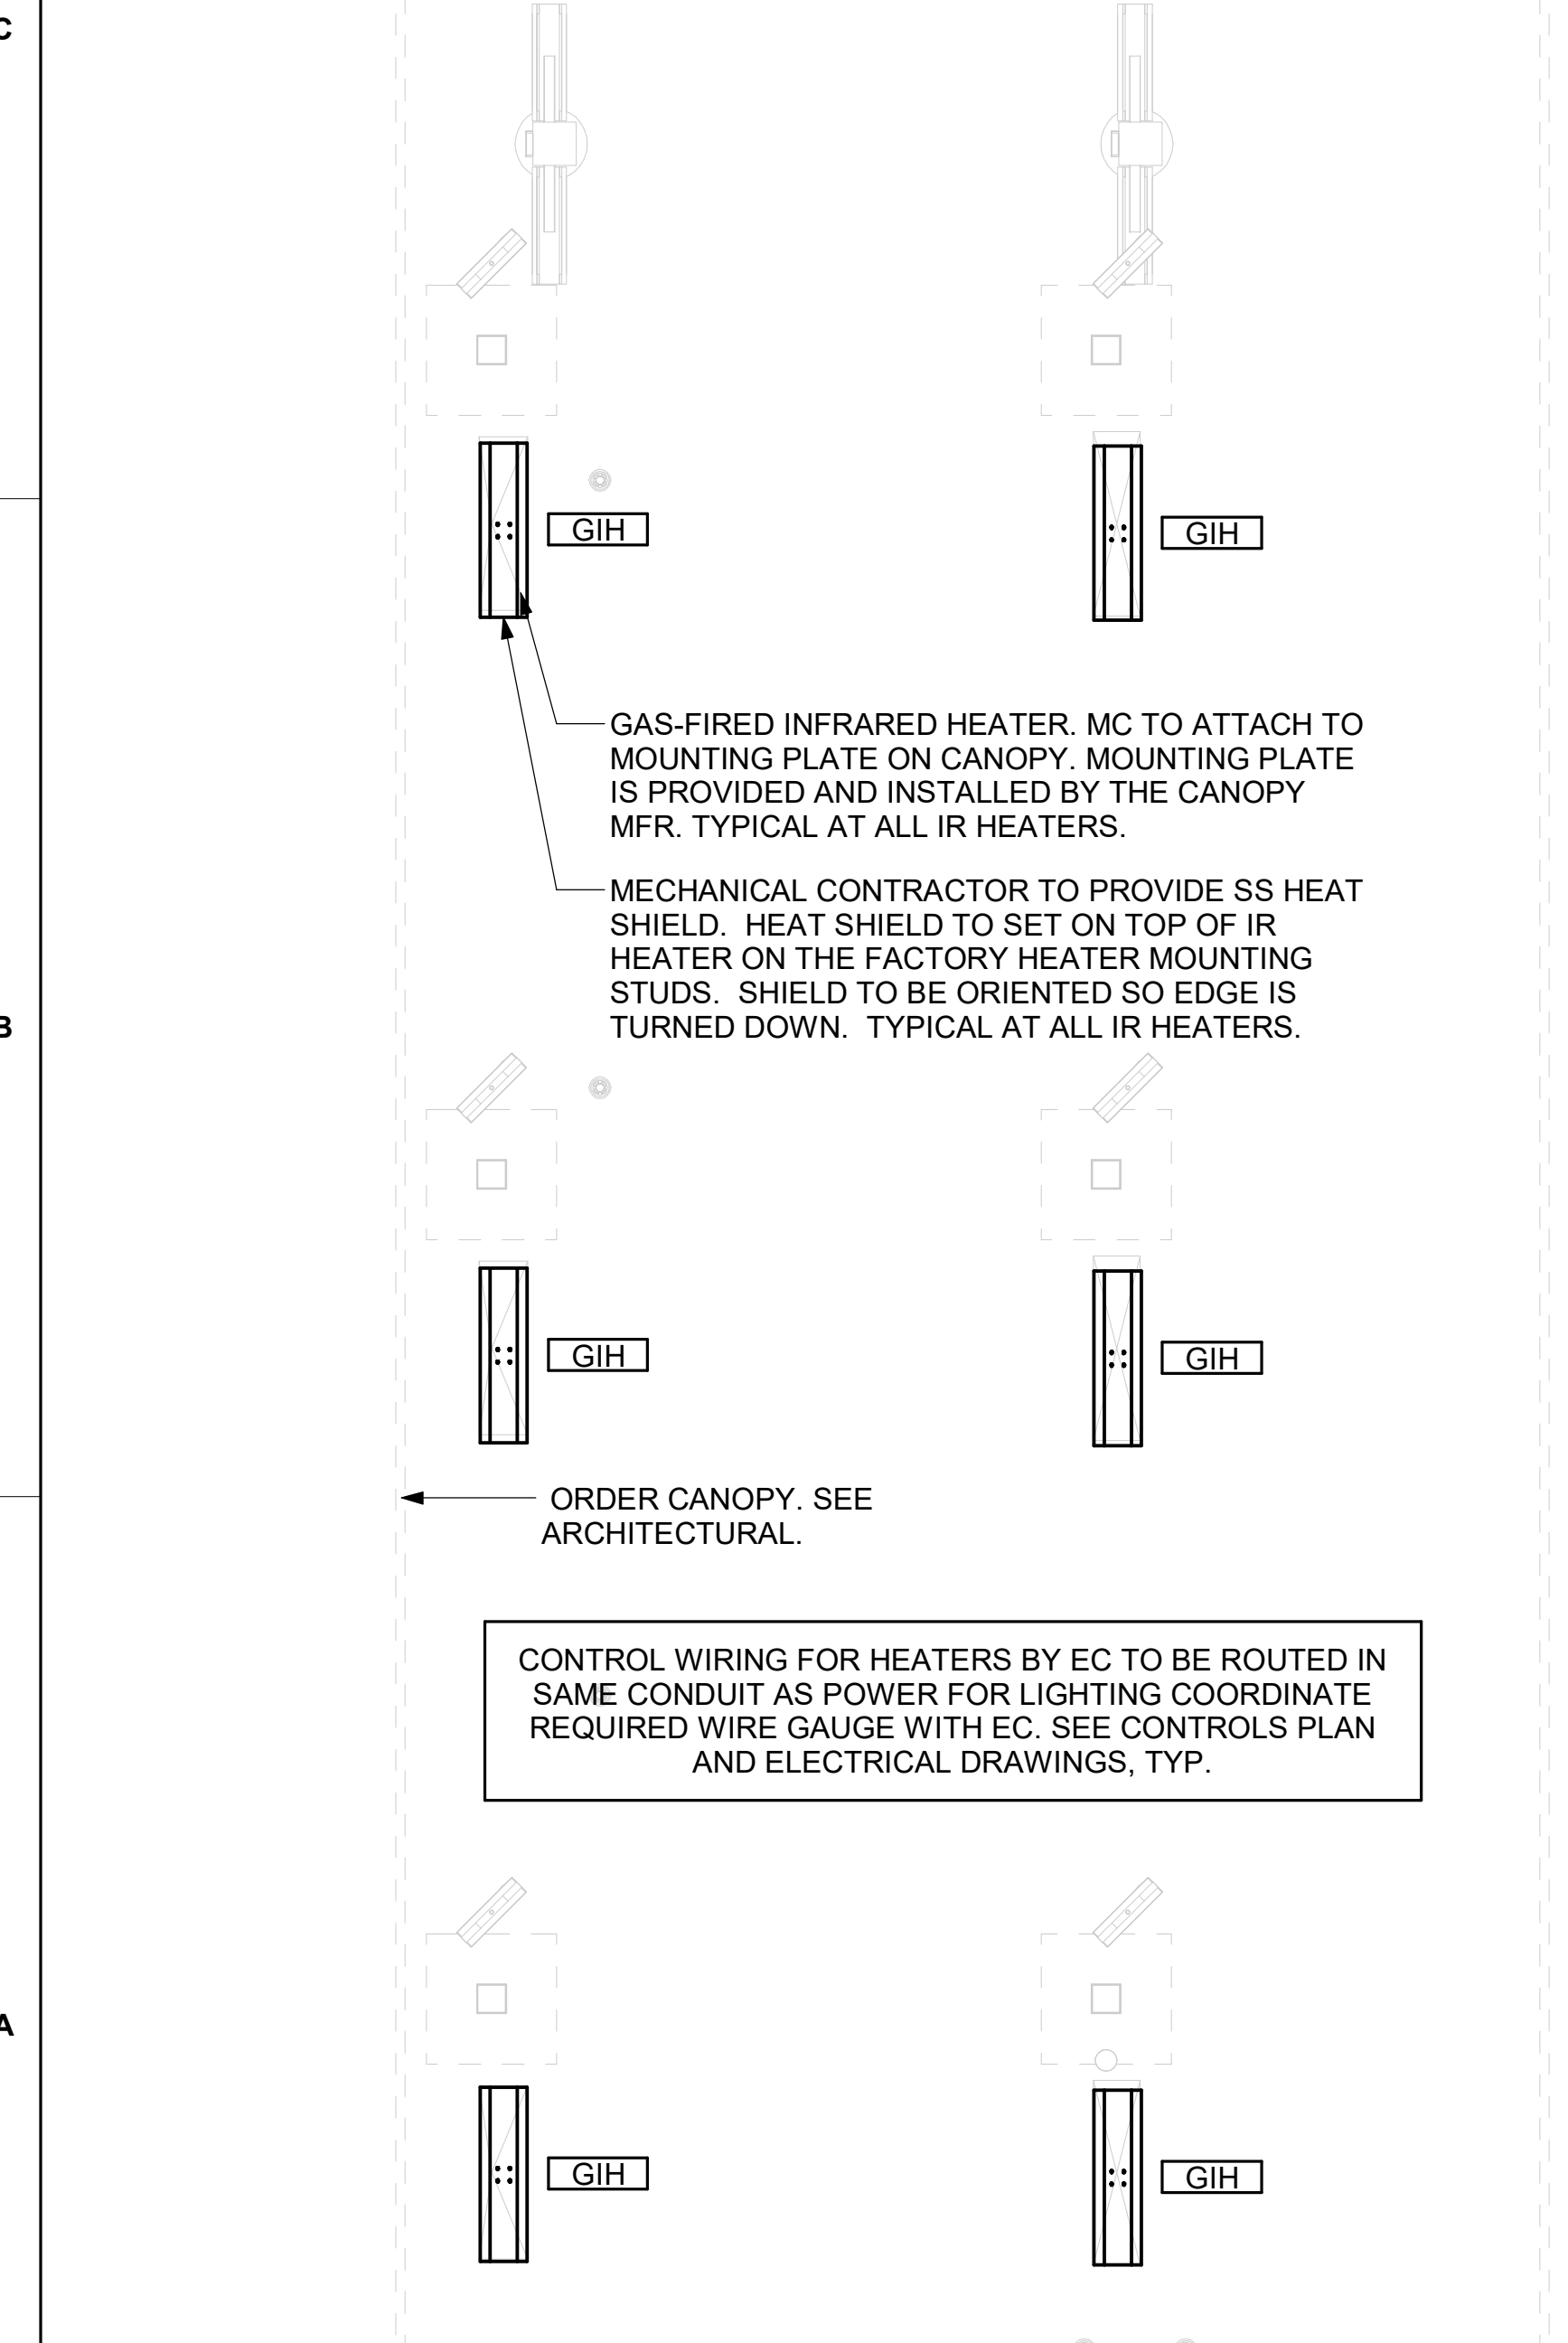 C
GIH
GIH
GAS-FIRED INFRARED HEATER. MC TO ATTACH TO
MOUNTING PLATE ON CANOPY. MOUNTING PLATE
IS PROVIDED AND INSTALLED BY THE CANOPY
MFR. TYPICAL AT ALL IR HEATERS.
MECHANICAL CONTRACTOR TO PROVIDE SS HEAT
SHIELD. HEAT SHIELD TO SET ON TOP OF IR
HEATER ON THE FACTORY HEATER MOUNTING
STUDS. SHIELD TO BE ORIENTED SO EDGE IS
TURNED DOWN. TYPICAL AT ALL IR HEATERS.
B
GIH
GIH
ORDER CANOPY. SEE
ARCHITECTURAL.
CONTROL WIRING FOR HEATERS BY EC TO BE ROUTED IN
SAME CONDUIT AS POWER FOR LIGHTING COORDINATE
REQUIRED WIRE GAUGE WITH EC. SEE CONTROLS PLAN
AND ELECTRICAL DRAWINGS, TYP.
A
GIH
GIH